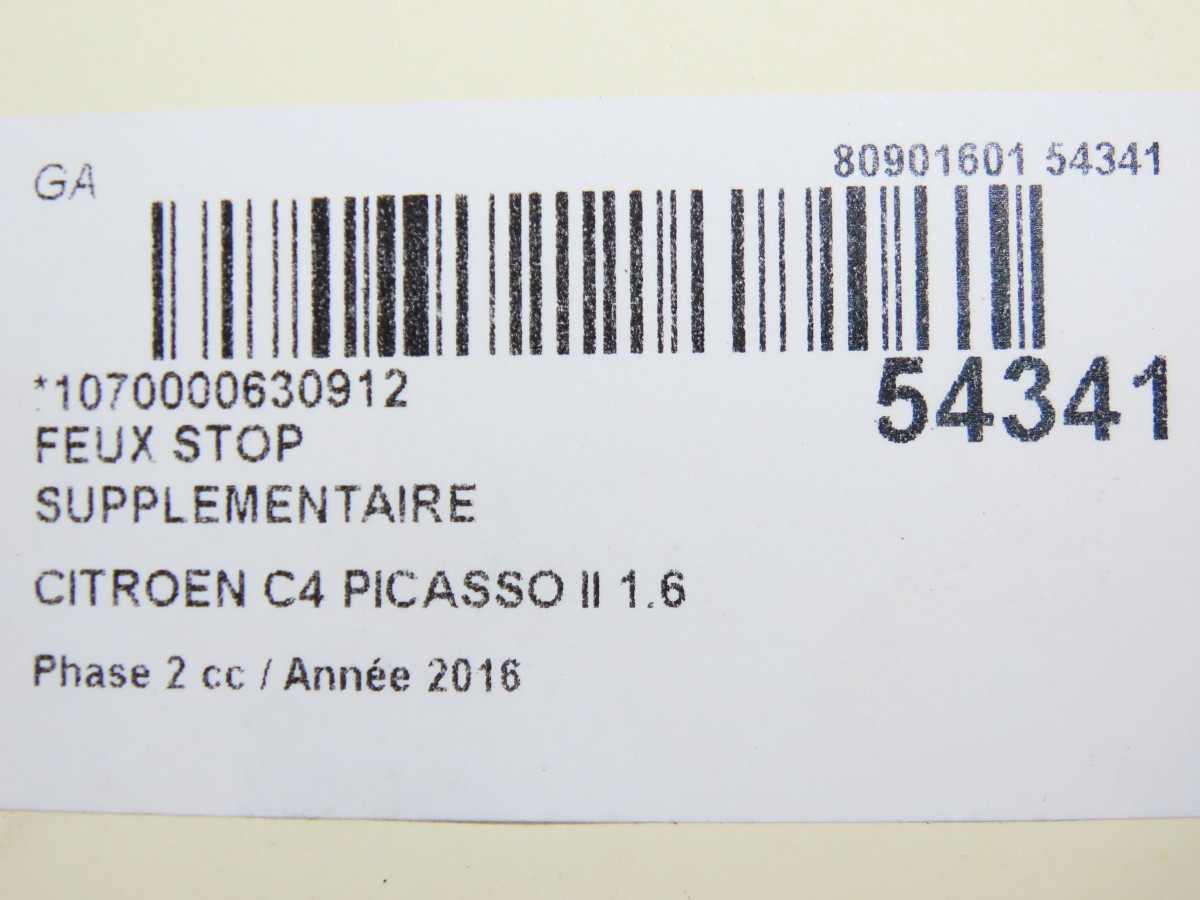 GA
80901601 54341
*1070000630912
54341
FEUX STOP
SUPPLEMENTAIRE
CITROEN C4 PICASSO II 1.6
Phase 2 cc / Année 2016